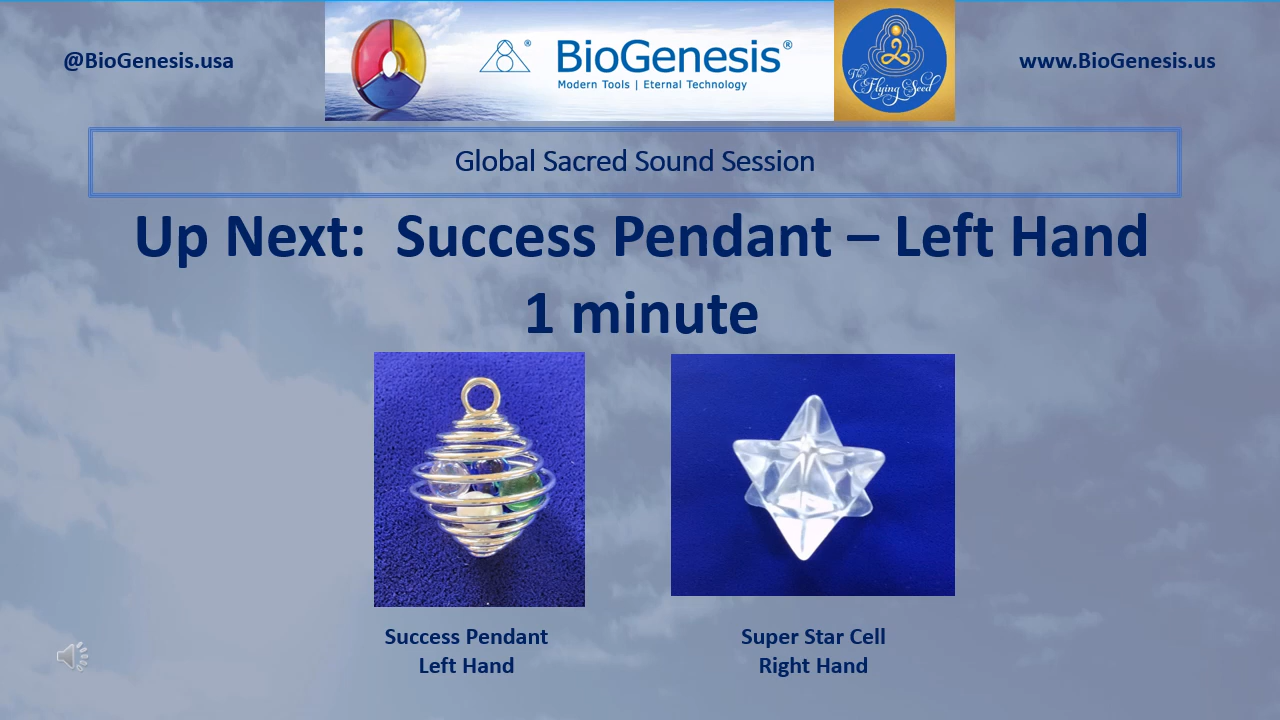 @BioGenesis.usa
BioGenesis®
Modern Tools | Eternal Technology
The
Flying Seed
www.BioGenesis.us
Global Sacred Sound Session
Up Next:  Success Pendant – Left Hand
1 minute
Success Pendant
Left Hand
Super Star Cell
Right Hand